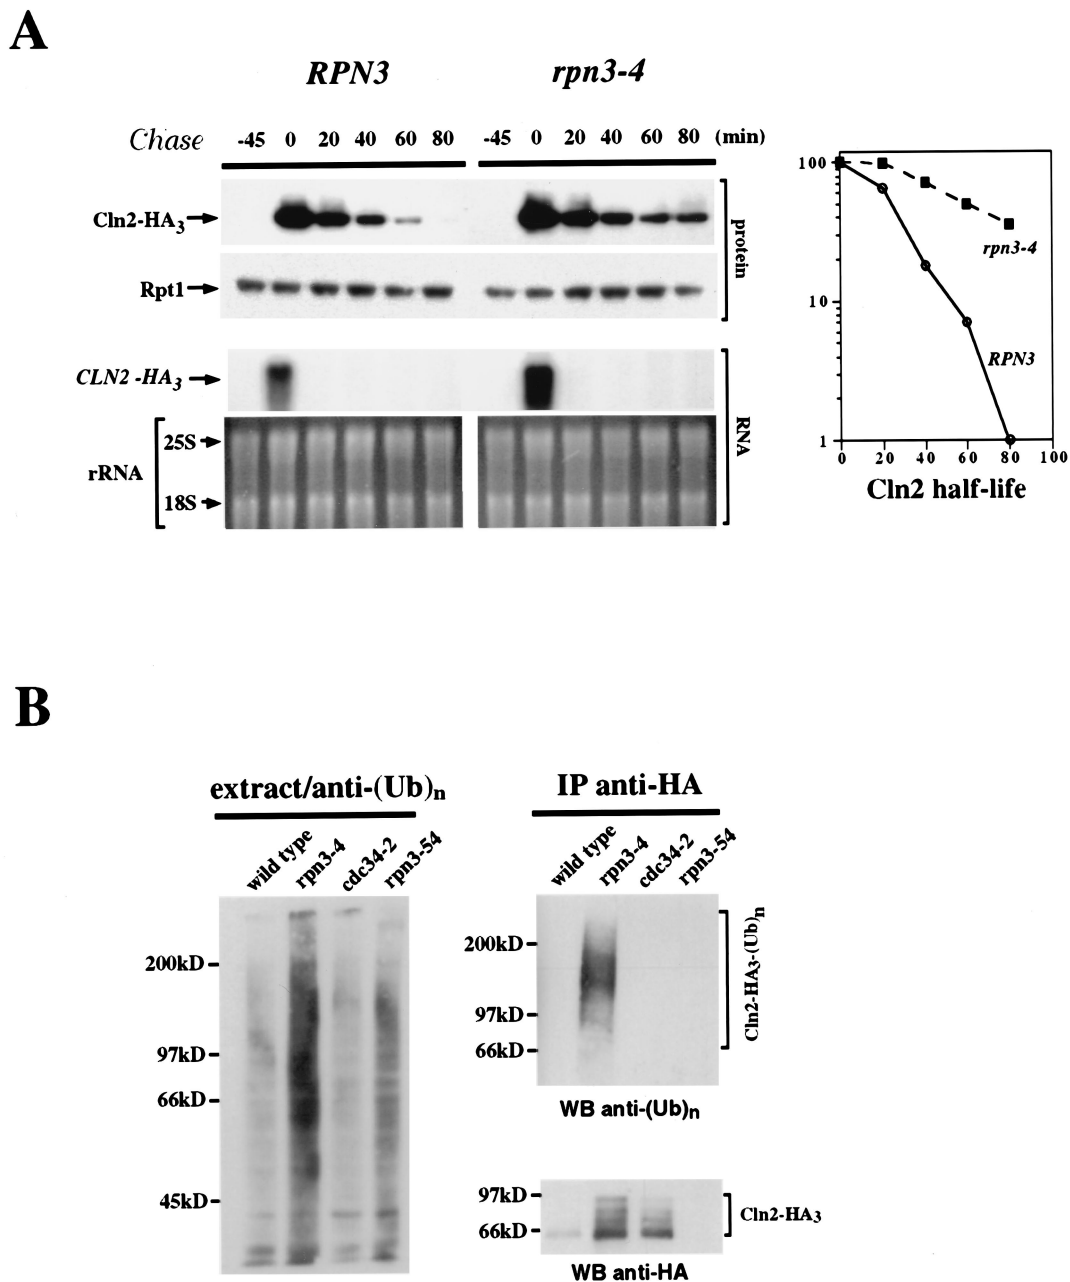 A
RPN3 rpn3-4
Chase -45 0 20 40 60 80 -45 0 20 40 60 80 (min)
Cln2-HA3
Rpt1
protein
CLN2-HA3
rRNA
25S
18S
RNA
100
10
1
0 20 40 60 80 100
rpn3-4
RPN3
Cln2 half-life
B
extract/anti-(Ub)n
wild type rpn3-4 cdc34-2 rpn3-54
200kD
97kD
66kD
45kD
IP anti-HA
wild type rpn3-4 cdc34-2 rpn3-54
200kD
97kD
66kD
Cln2-HA3-(Ub)n
WB anti-(Ub)n
97kD
66kD
Cln2-HA3
WB anti-HA